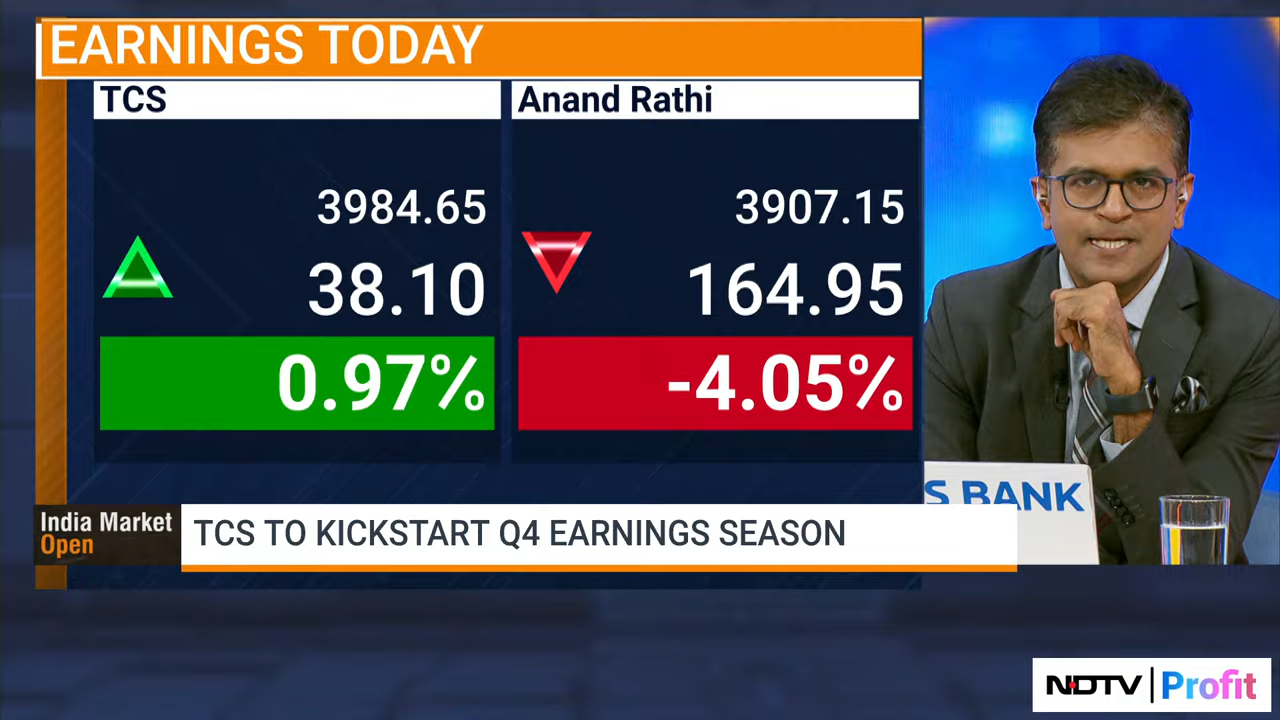 EARNINGS TODAY
TCS
3984.65
38.10
0.97%
Anand Rathi
3907.15
164.95
-4.05%
S BANK
India Market
Open
TCS TO KICKSTART Q4 EARNINGS SEASON
NDTV | Profit